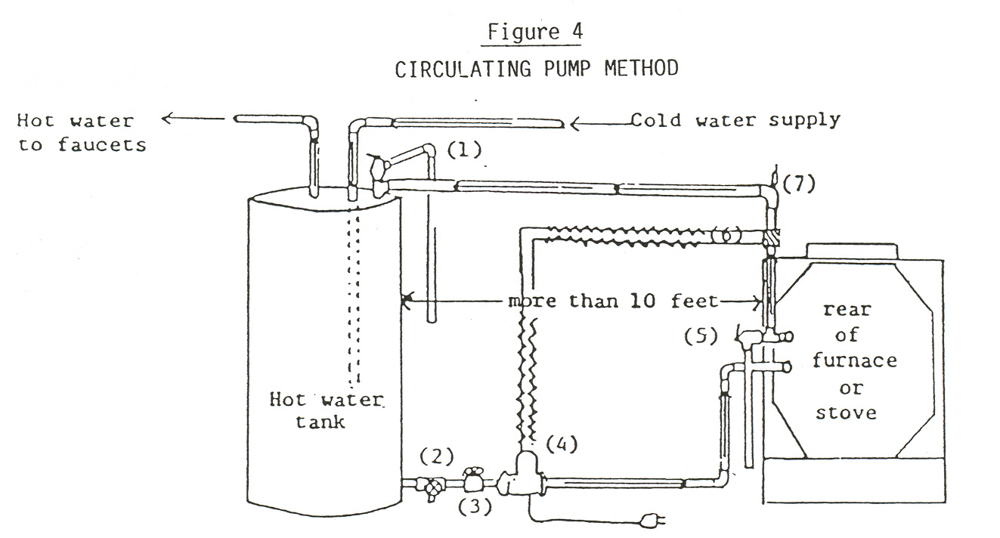 Figure 4
CIRCULATING PUMP METHOD
Hot water
to faucets
Cold water supply
(1)
(7)
more than 10 feet
(5)
rear
of
furnace
or
stove
Hot water
tank
(4)
(2)
(3)